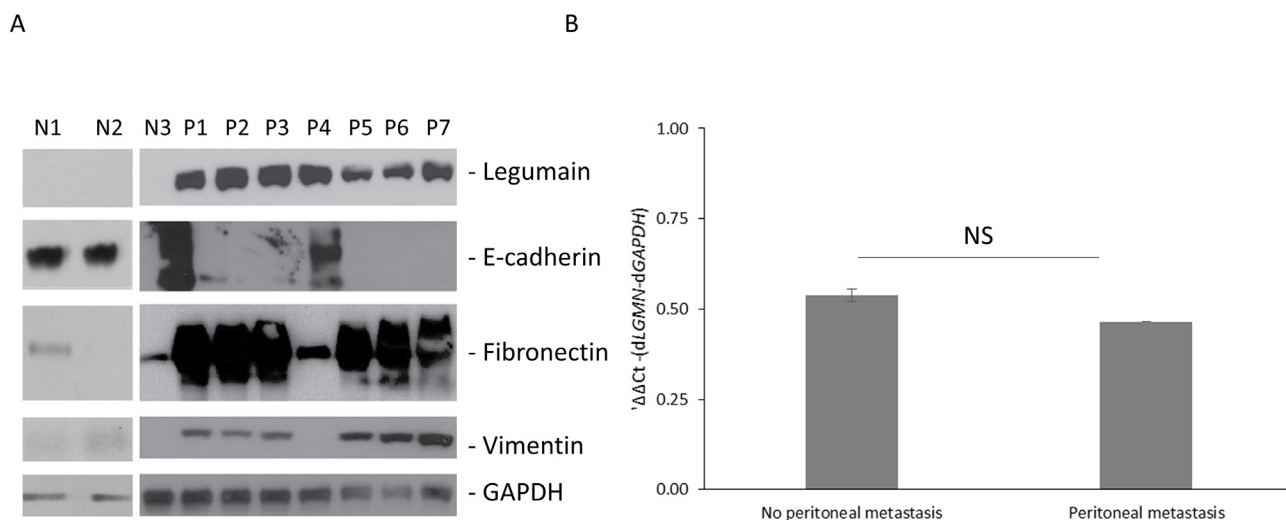 A
B
N1 N2 N3 P1 P2 P3 P4 P5 P6 P7
- Legumain
- E-cadherin
- Fibronectin
- Vimentin
- GAPDH
'ΔΔCt -(dLGMN-dGAPDH)
1.00
0.75
0.50
0.25
0.00
NS
No peritoneal metastasis
Peritoneal metastasis